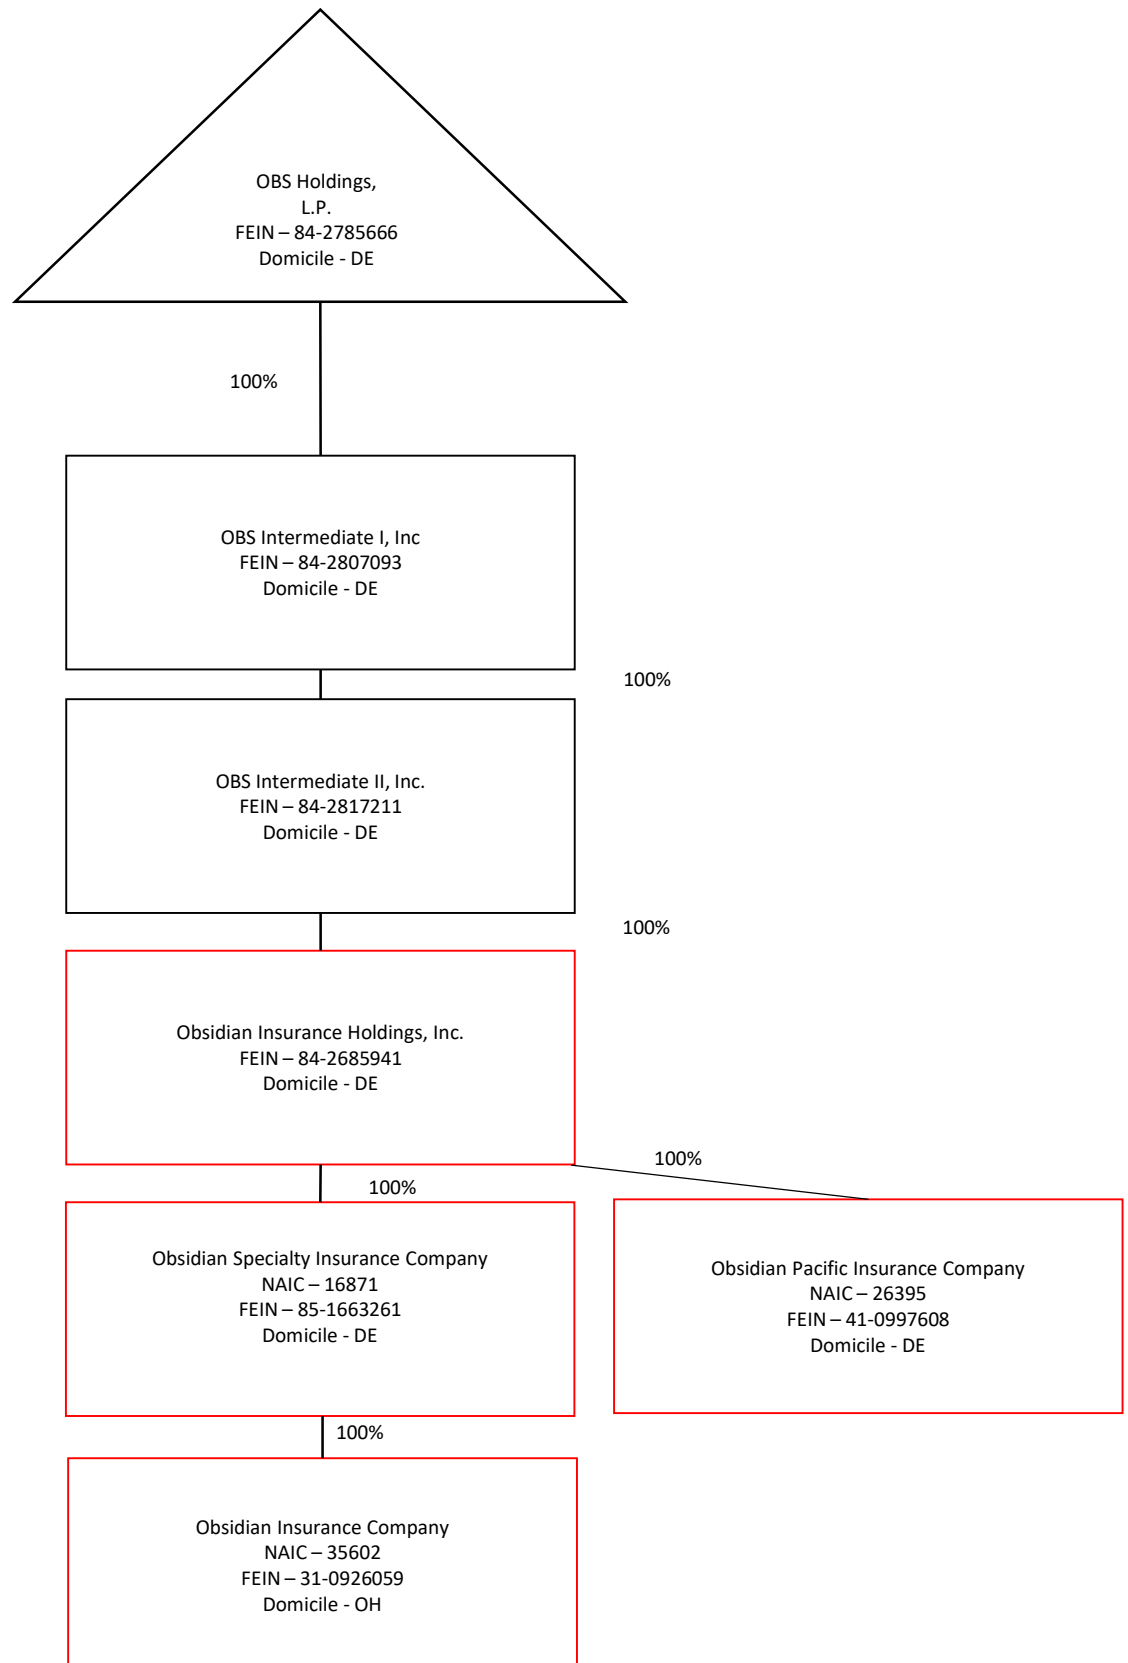 OBS Holdings,
L.P.
FEIN – 84-2785666
Domicile - DE
100%
OBS Intermediate I, Inc
FEIN – 84-2807093
Domicile - DE
100%
OBS Intermediate II, Inc.
FEIN – 84-2817211
Domicile - DE
100%
Obsidian Insurance Holdings, Inc.
FEIN – 84-2685941
Domicile - DE
100%
100%
Obsidian Specialty Insurance Company
NAIC – 16871
FEIN – 85-1663261
Domicile - DE
Obsidian Pacific Insurance Company
NAIC – 26395
FEIN – 41-0997608
Domicile - DE
100%
Obsidian Insurance Company
NAIC – 35602
FEIN – 31-0926059
Domicile - OH